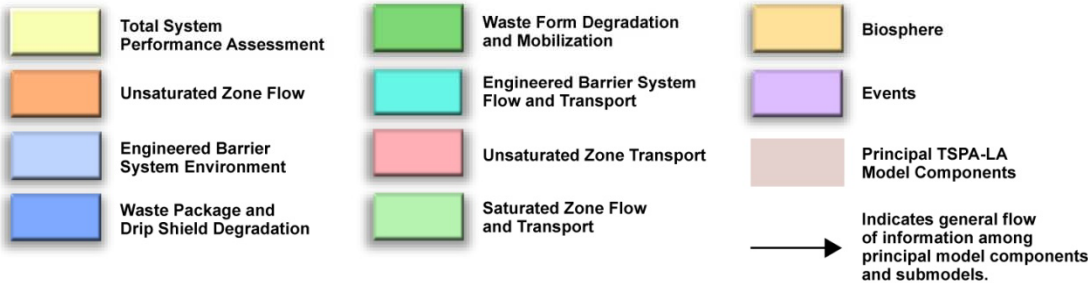 Total System
Performance Assessment
Unsaturated Zone Flow
Engineered Barrier
System Environment
Waste Package and
Drip Shield Degradation
Waste Form Degradation
and Mobilization
Engineered Barrier System
Flow and Transport
Unsaturated Zone Transport
Saturated Zone Flow
and Transport
Biosphere
Events
Principal TSPA-LA
Model Components
Indicates general flow
of information among
principal model components
and submodels.